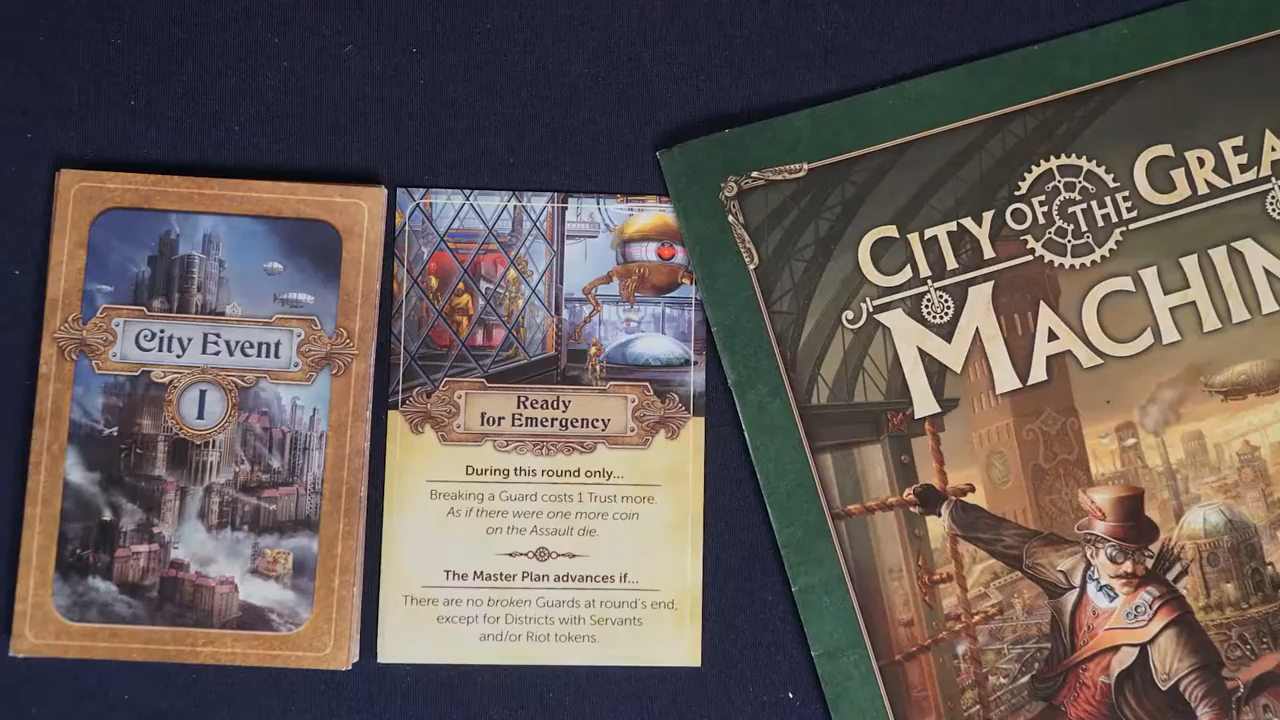 City Event
I
Ready
for Emergency
During this round only...
Breaking a Guard costs 1 Trust more.
As if there were one more coin
on the Assault die.
The Master Plan advances if...
There are no broken Guards at round's end,
except for Districts with Servants
and/or Riot tokens.
CITY OF THE GREA
MACHIN